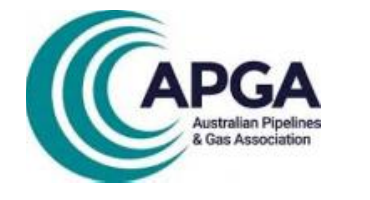 APGA
Australian Pipelines
& Gas Association